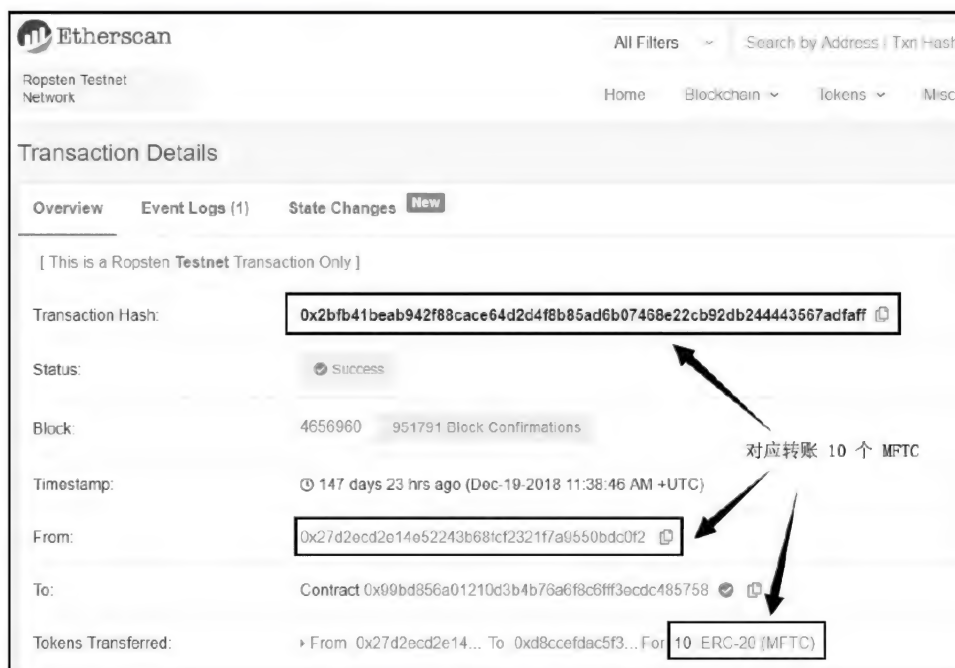 Etherscan
All Filters Search by Address / Txn Hash
Ropsten Testnet
Network
Home Blockchain Tokens Misc
Transaction Details
Overview Event Logs (1) State Changes New
[ This is a Ropsten Testnet Transaction Only ]
Transaction Hash: 0x2bfb41beab942f88cace64d2d4f8b85ad6b07468e22cb92db244443567adfaff
Status: Success
Block: 4656960 951791 Block Confirmations
对应转账 10 个 MFTC
Timestamp: 147 days 23 hrs ago (Dec-19-2018 11:38:46 AM +UTC)
From: 0x27d2ecd2e14e52243b68fcf2321f7a9550bdc0f2
To: Contract 0x99bd856a01210d3b4b76a6f8c6fff3ecdc485758
Tokens Transferred: From 0x27d2ecd2e14... To 0xd8ccefdac5f3... For 10 ERC-20 (MFTC)